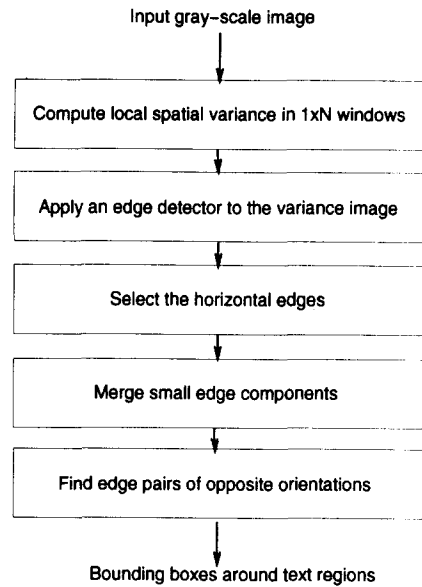 Input gray-scale image
Compute local spatial variance in 1xN windows
Apply an edge detector to the variance image
Select the horizontal edges
Merge small edge components
Find edge pairs of opposite orientations
Bounding boxes around text regions